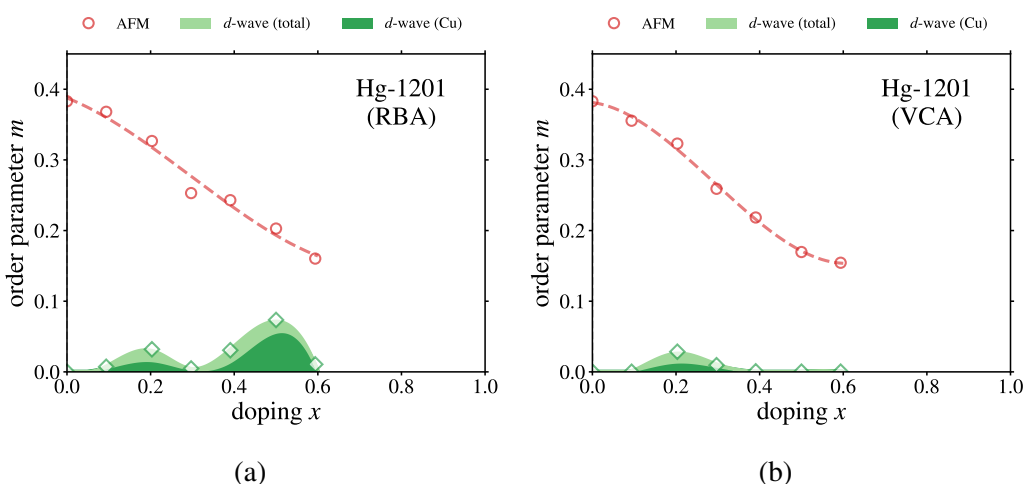 AFM d-wave (total) d-wave (Cu)
Hg-1201
(RBA)
order parameter m
0.4
0.3
0.2
0.1
0.0
0.0 0.2 0.4 0.6 0.8 1.0
doping x
(a)
AFM d-wave (total) d-wave (Cu)
Hg-1201
(VCA)
order parameter m
0.4
0.3
0.2
0.1
0.0
0.0 0.2 0.4 0.6 0.8 1.0
doping x
(b)